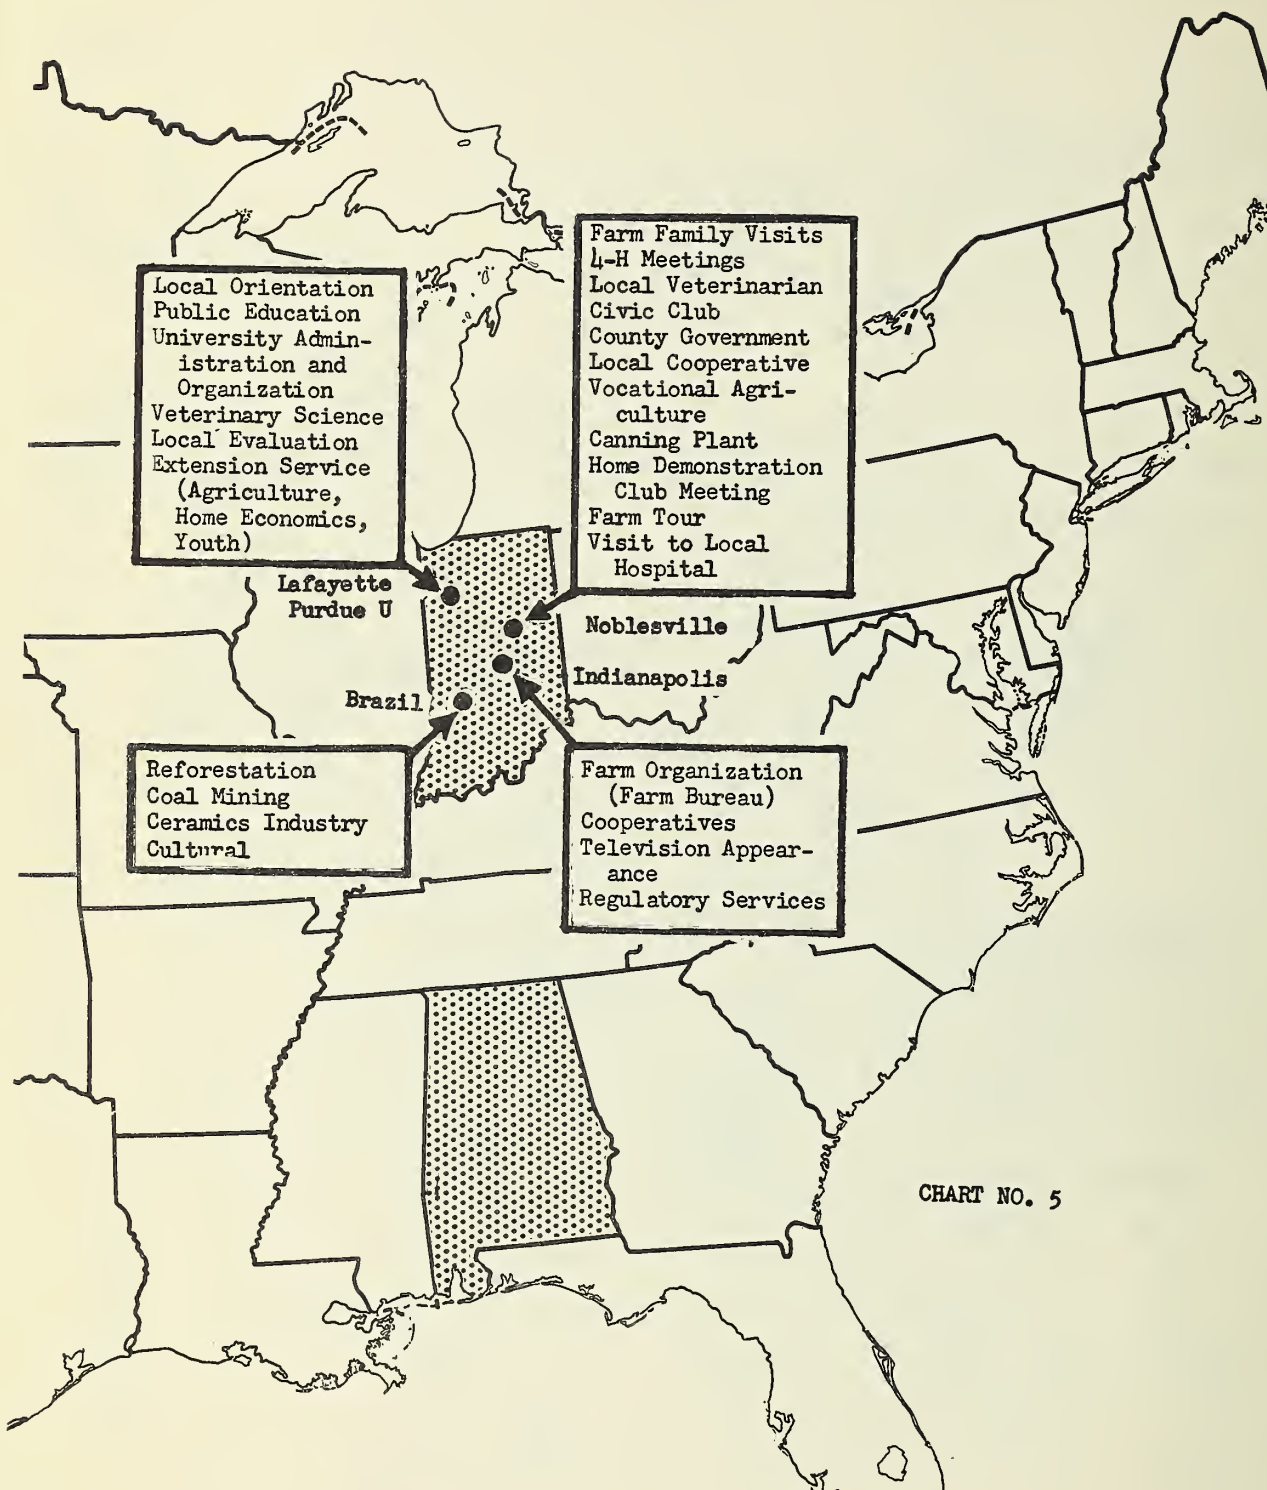 Local Orientation
Public Education
University Admin-
istration and
Organization
Veterinary Science
Local Evaluation
Extension Service
(Agriculture,
Home Economics,
Youth)
Farm Family Visits
4-H Meetings
Local Veterinarian
Civic Club
County Government
Local Cooperative
Vocational Agri-
culture
Canning Plant
Home Demonstration
Club Meeting
Farm Tour
Visit to Local
Hospital
Lafayette
Purdue U
Noblesville
Indianapolis
Brazil
Reforestation
Coal Mining
Ceramics Industry
Cultural
Farm Organization
(Farm Bureau)
Cooperatives
Television Appear-
ance
Regulatory Services
CHART NO. 5